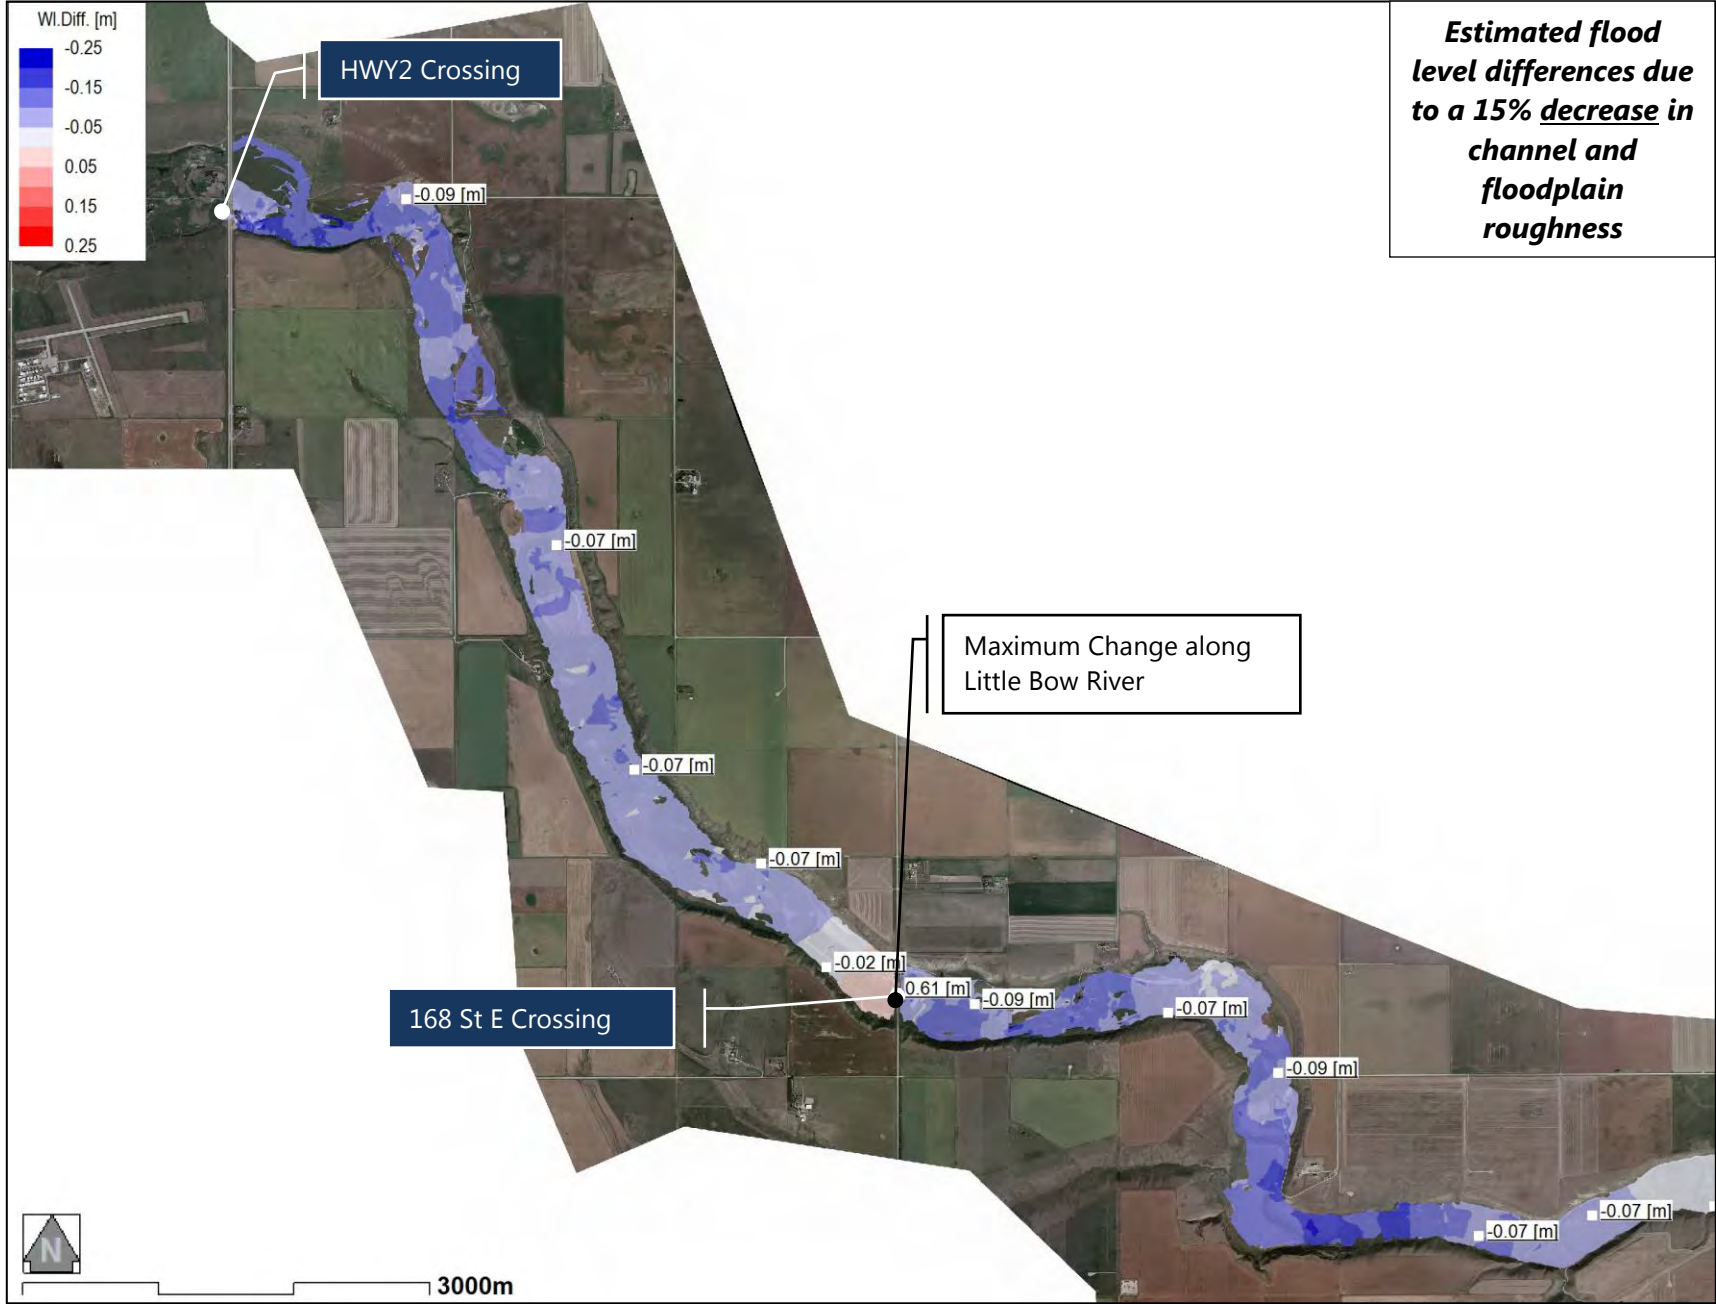 Wl.Diff. [m]
-0.25
-0.15
-0.05
0.05
0.15
0.25
HWY2 Crossing
Estimated flood
level differences due
to a 15% decrease in
channel and
floodplain
roughness
-0.09 [m]
-0.07 [m]
Maximum Change along
Little Bow River
-0.07 [m]
-0.07 [m]
-0.02 [m]
0.61 [m]
-0.09 [m]
-0.07 [m]
168 St E Crossing
-0.09 [m]
-0.07 [m]
-0.07 [m]
N
3000m